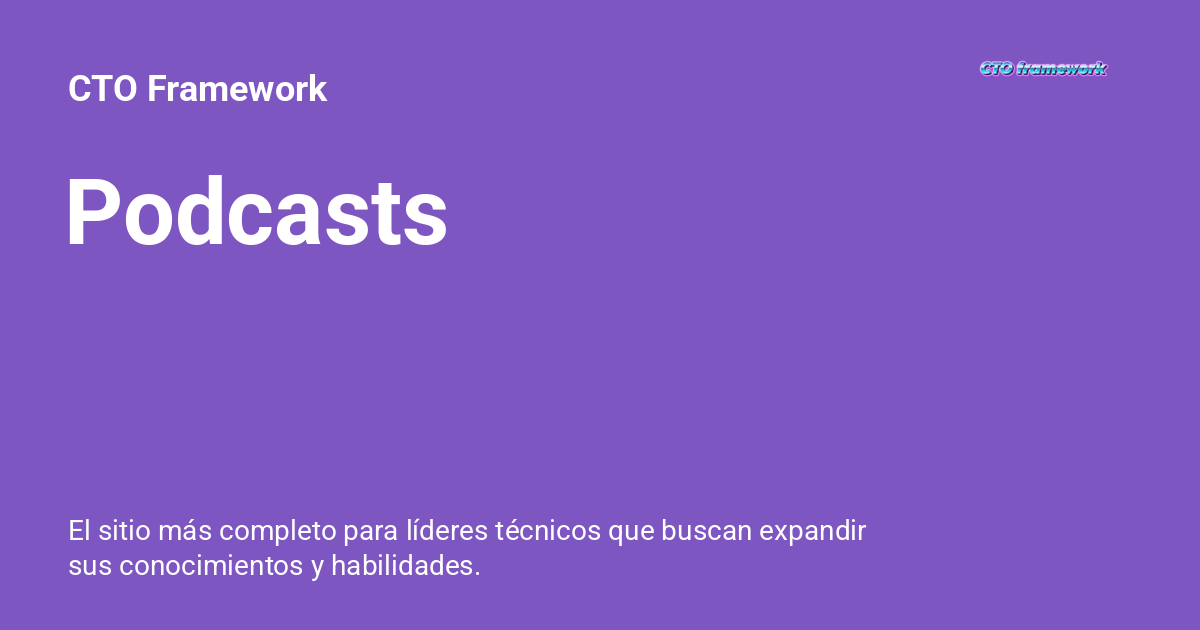 CTO Framework
CTO framework
Podcasts
El sitio más completo para líderes técnicos que buscan expandir
sus conocimientos y habilidades.